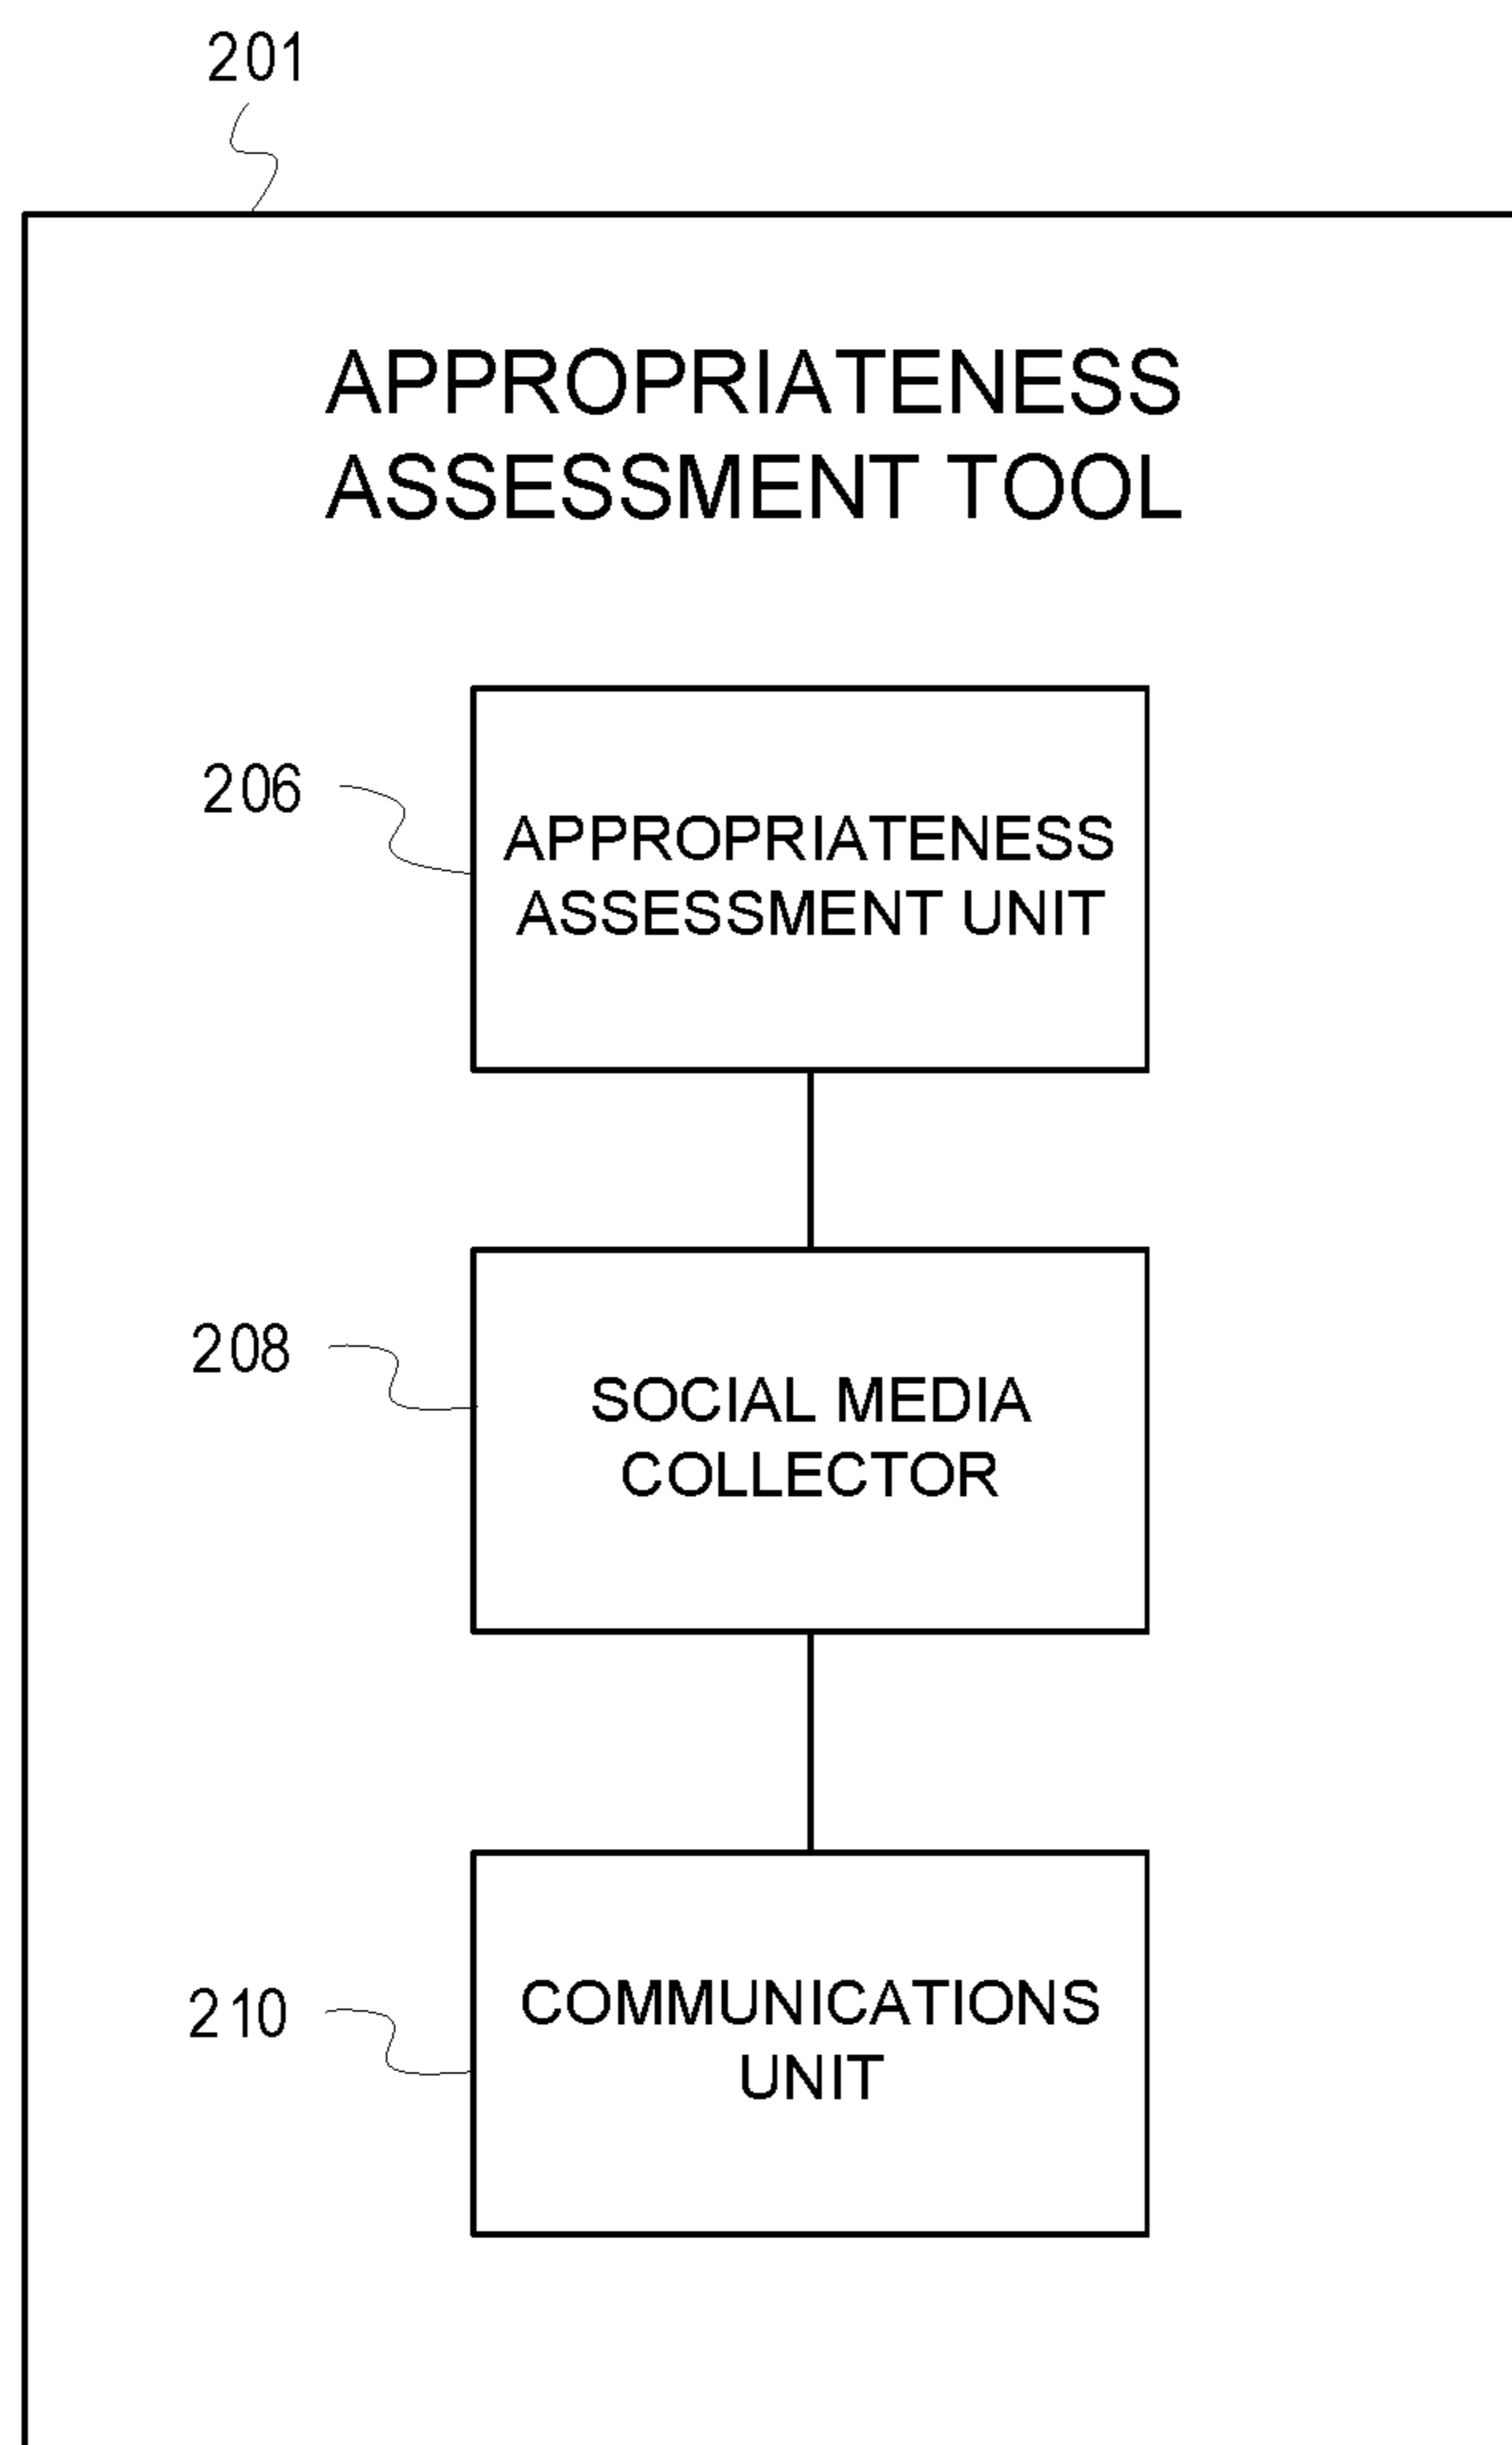 201
APPROPRIATENESS
ASSESSMENT TOOL
206
APPROPRIATENESS
ASSESSMENT UNIT
208
SOCIAL MEDIA
COLLECTOR
210
COMMUNICATIONS
UNIT